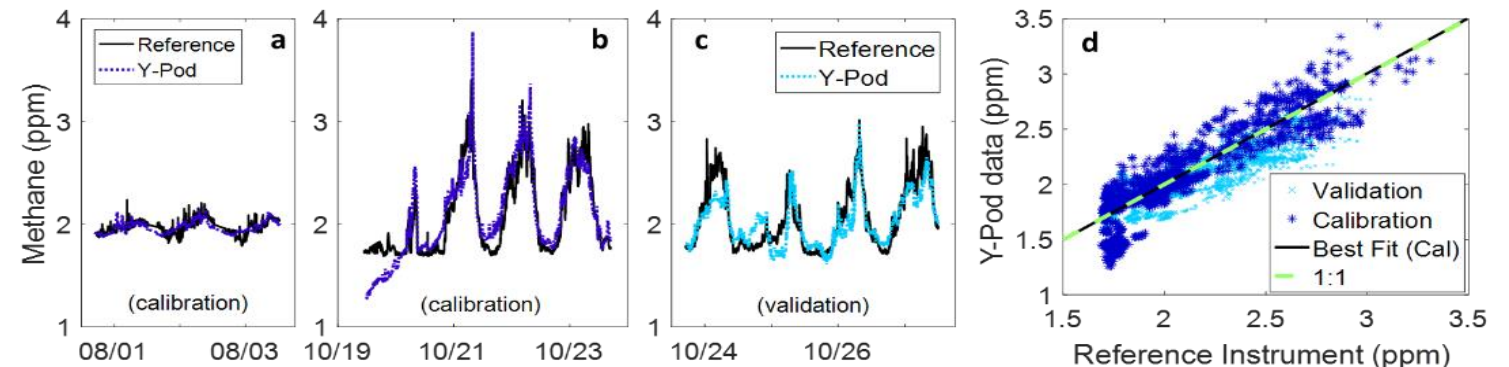 Methane (ppm)
4
3
2
1
Reference
Y-Pod
a
(calibration)
08/01
08/03
4
3
2
1
b
(calibration)
10/19
10/21
10/23
4
3
2
1
c
Reference
Y-Pod
(validation)
10/24
10/26
Y-Pod data (ppm)
3.5
3
2.5
2
1.5
1
d
Validation
Calibration
Best Fit (Cal)
1:1
1.5
2
2.5
3
3.5
Reference Instrument (ppm)